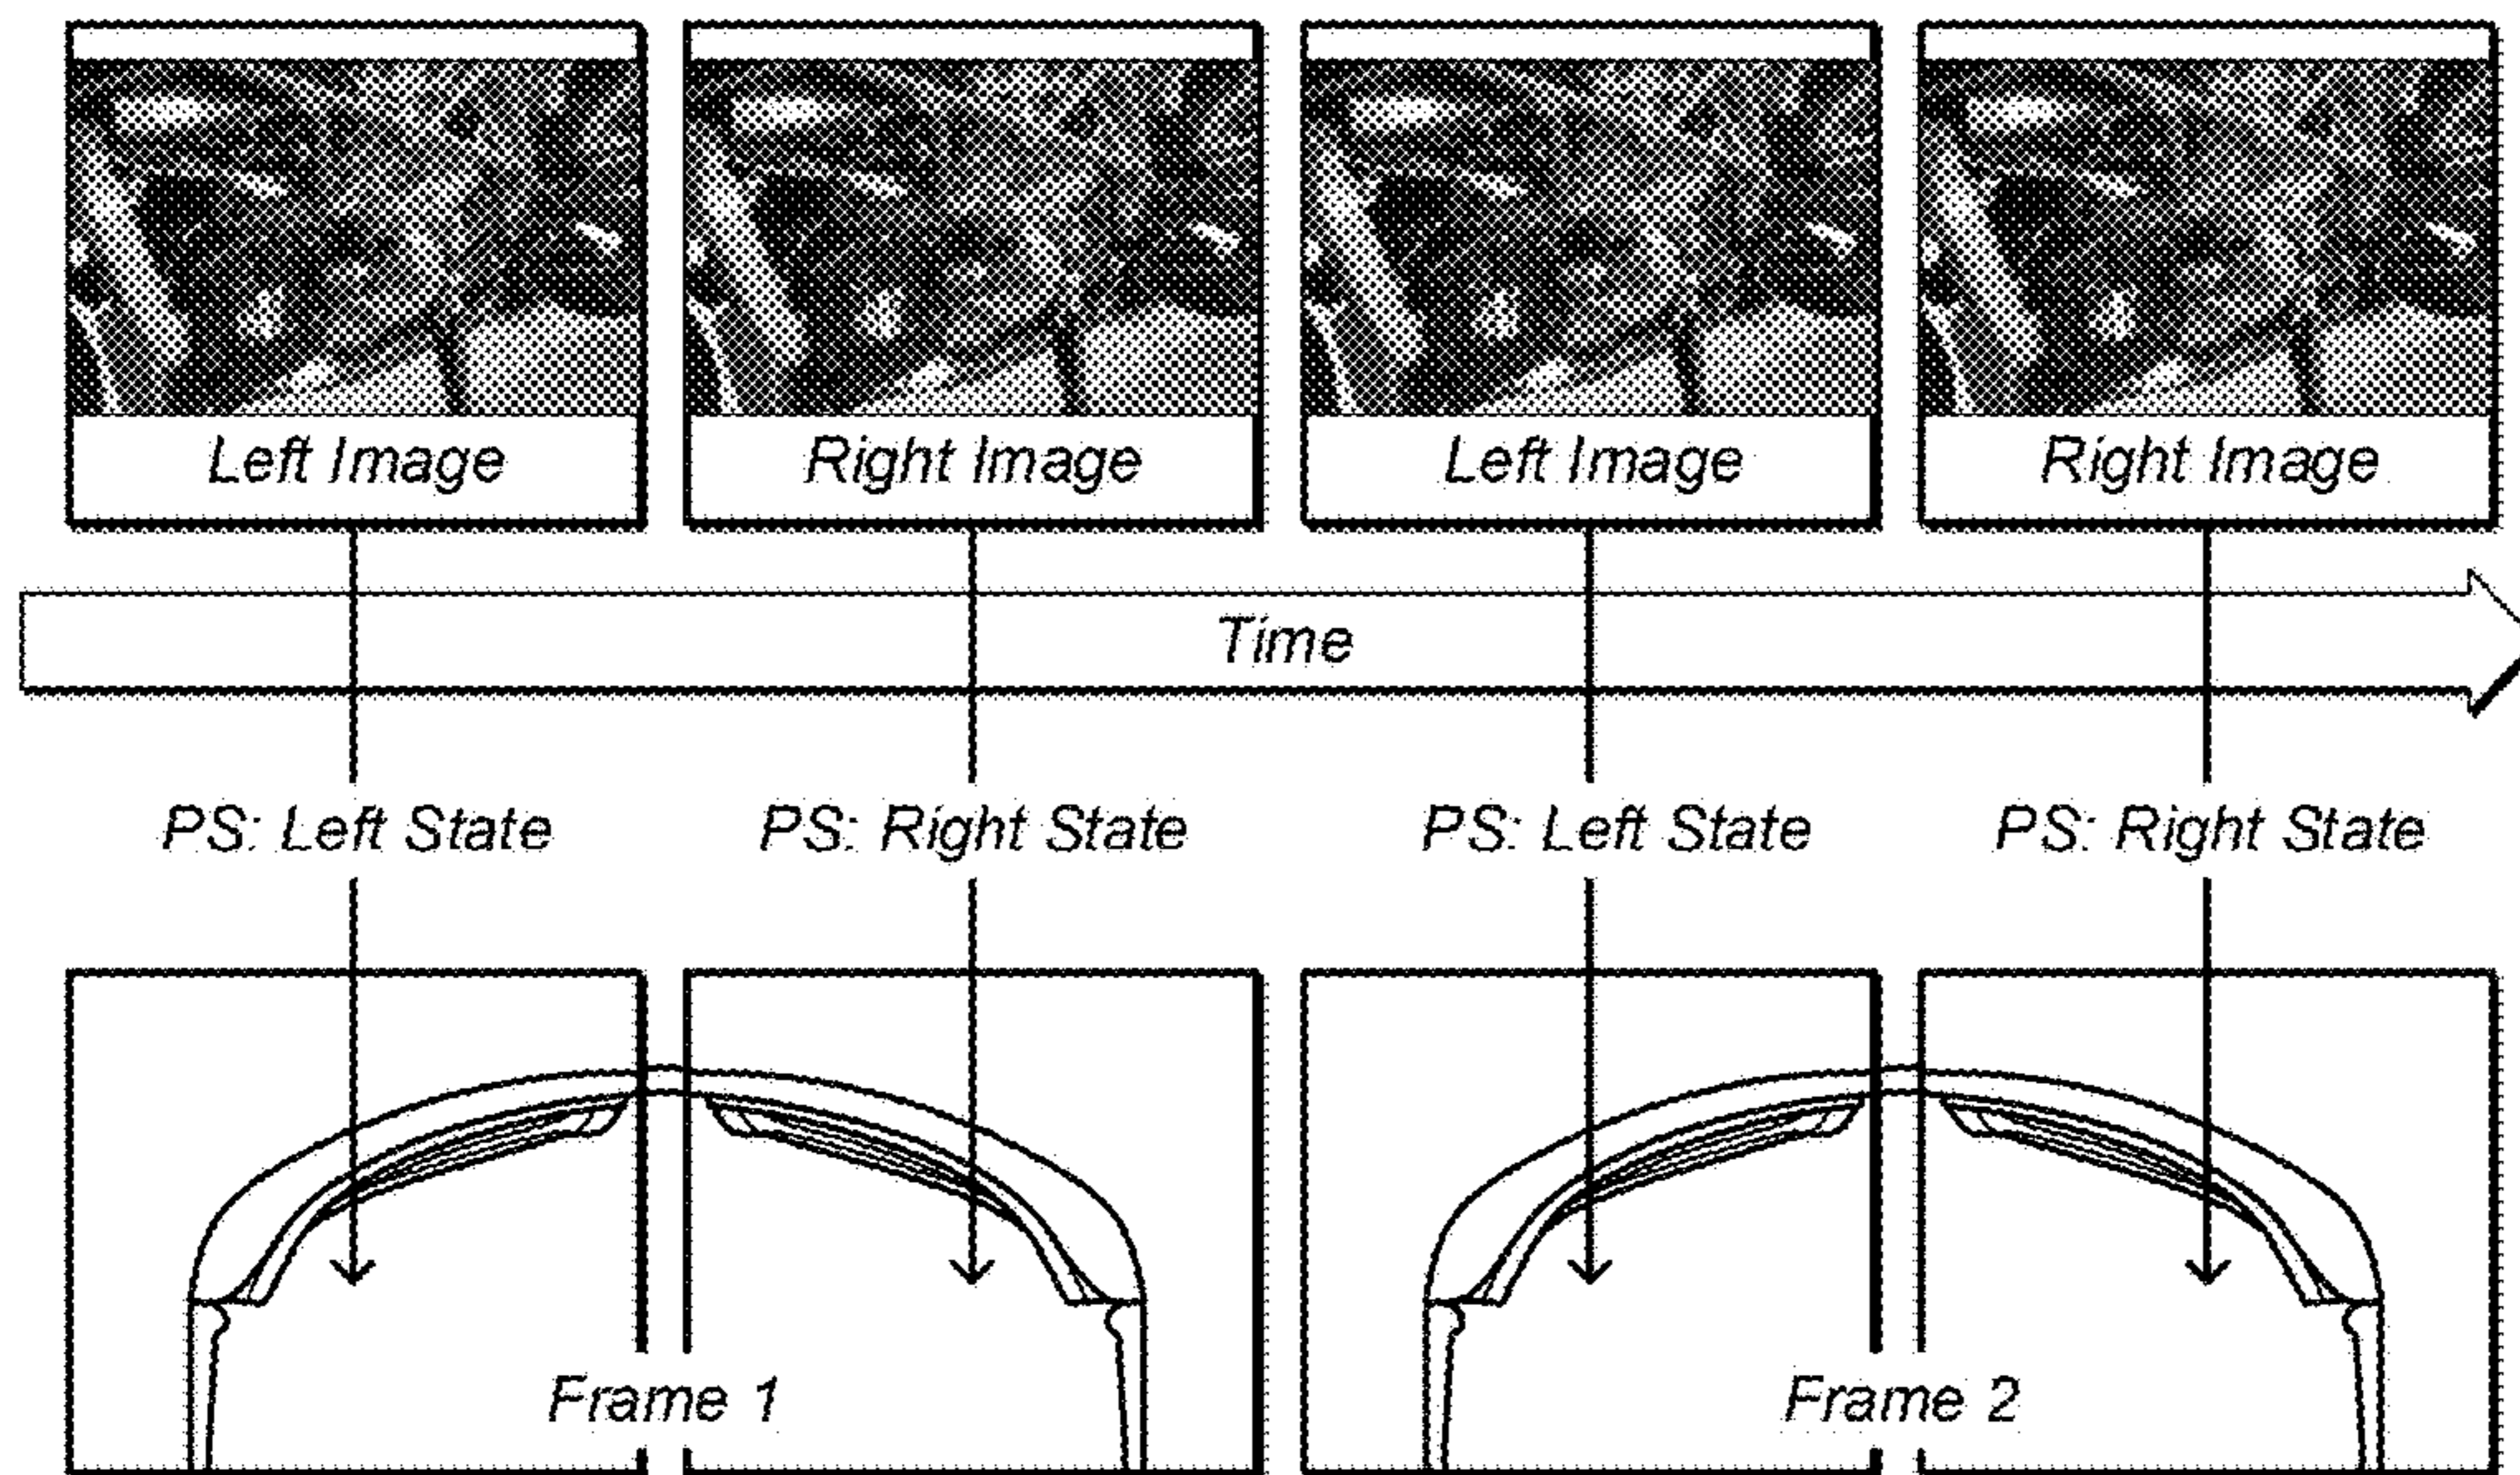 Left Image
Right Image
Left Image
Right Image
Time
PS: Left State
PS: Right State
PS: Left State
PS: Right State
Frame 1
Frame 2